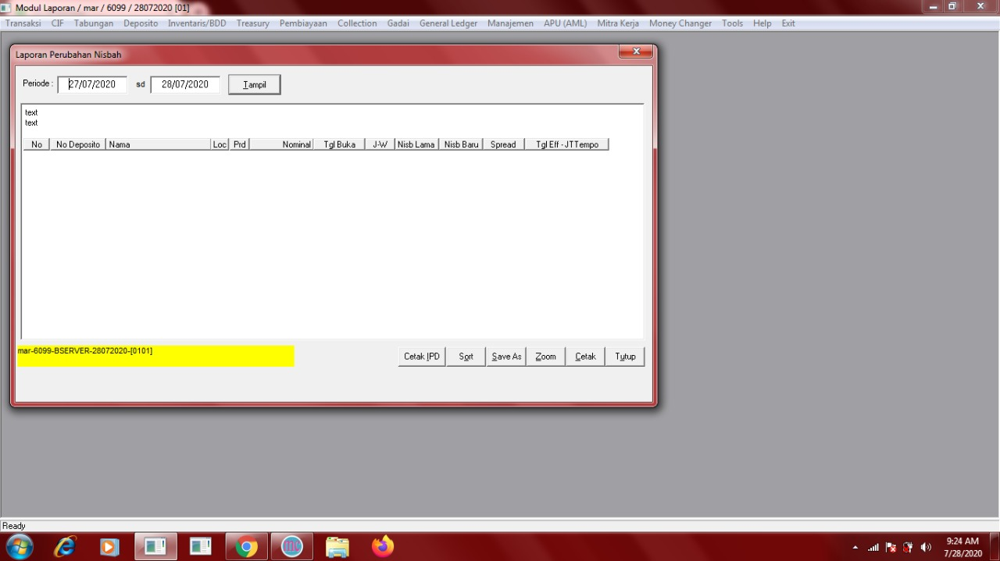 Modul Laporan / mar / 6099 / 28072020 [01]
Transaksi CIF Tabungan Deposito Inventaris/BDD Treasury Pembiayaan Collection Gadai General Ledger Manajemen APU (AML) Mitra Kerja Money Changer Tools Help Exit
Laporan Perubahan Nisbah
Periode : 27/07/2020 sd 28/07/2020 Tampil
text
text
No No Deposito Nama Loc Prd Nominal Tgl Buka J-W Nisb Lama Nisb Baru Spread Tgl Eff - JTTempo
mar-6099-BSERVER-28072020-[0101]
Cetak IPD Sort Save As Zoom Cetak Tutup
Ready
9:24 AM
7/28/2020